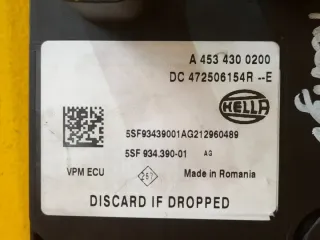 A 453 430 0200
DC 472506154R --E
HELLA
5SF93439001AG212960489
5SF 934.390-01 AG
VPM ECU
Made in Romania
DISCARD IF DROPPED